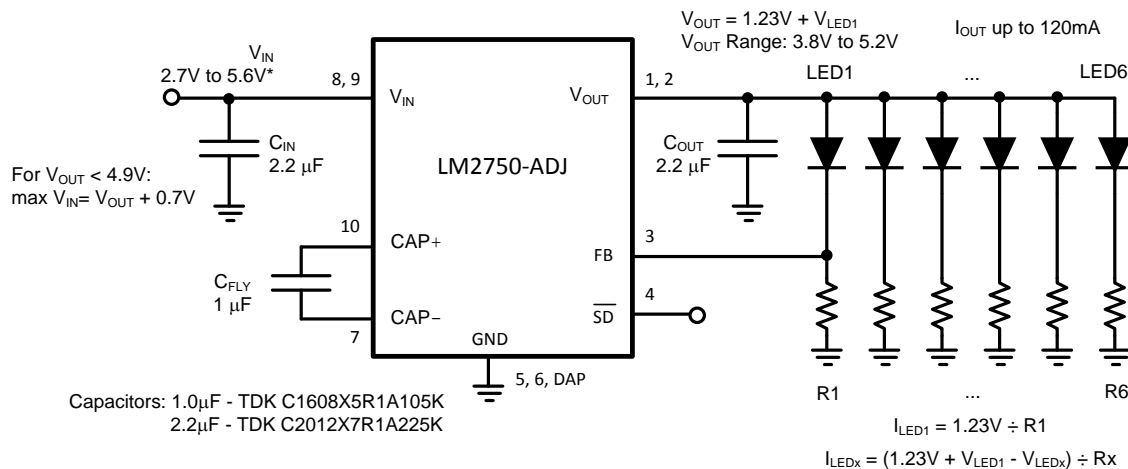 V_OUT = 1.23V + V_LED1
V_OUT Range: 3.8V to 5.2V
I_OUT up to 120mA
V_IN
2.7V to 5.6V*
8, 9
V_IN
V_OUT
1, 2
LED1
...
LED6
C_IN
2.2 μF
LM2750-ADJ
C_OUT
2.2 μF
For V_OUT < 4.9V:
max V_IN= V_OUT + 0.7V
10
CAP+
FB
3
C_FLY
1 μF
CAP−
7
SD
4
GND
5, 6, DAP
R1
...
R6
Capacitors: 1.0μF - TDK C1608X5R1A105K
2.2μF - TDK C2012X7R1A225K
I_LED1 = 1.23V ÷ R1
I_LEDx = (1.23V + V_LED1 - V_LEDx) ÷ Rx